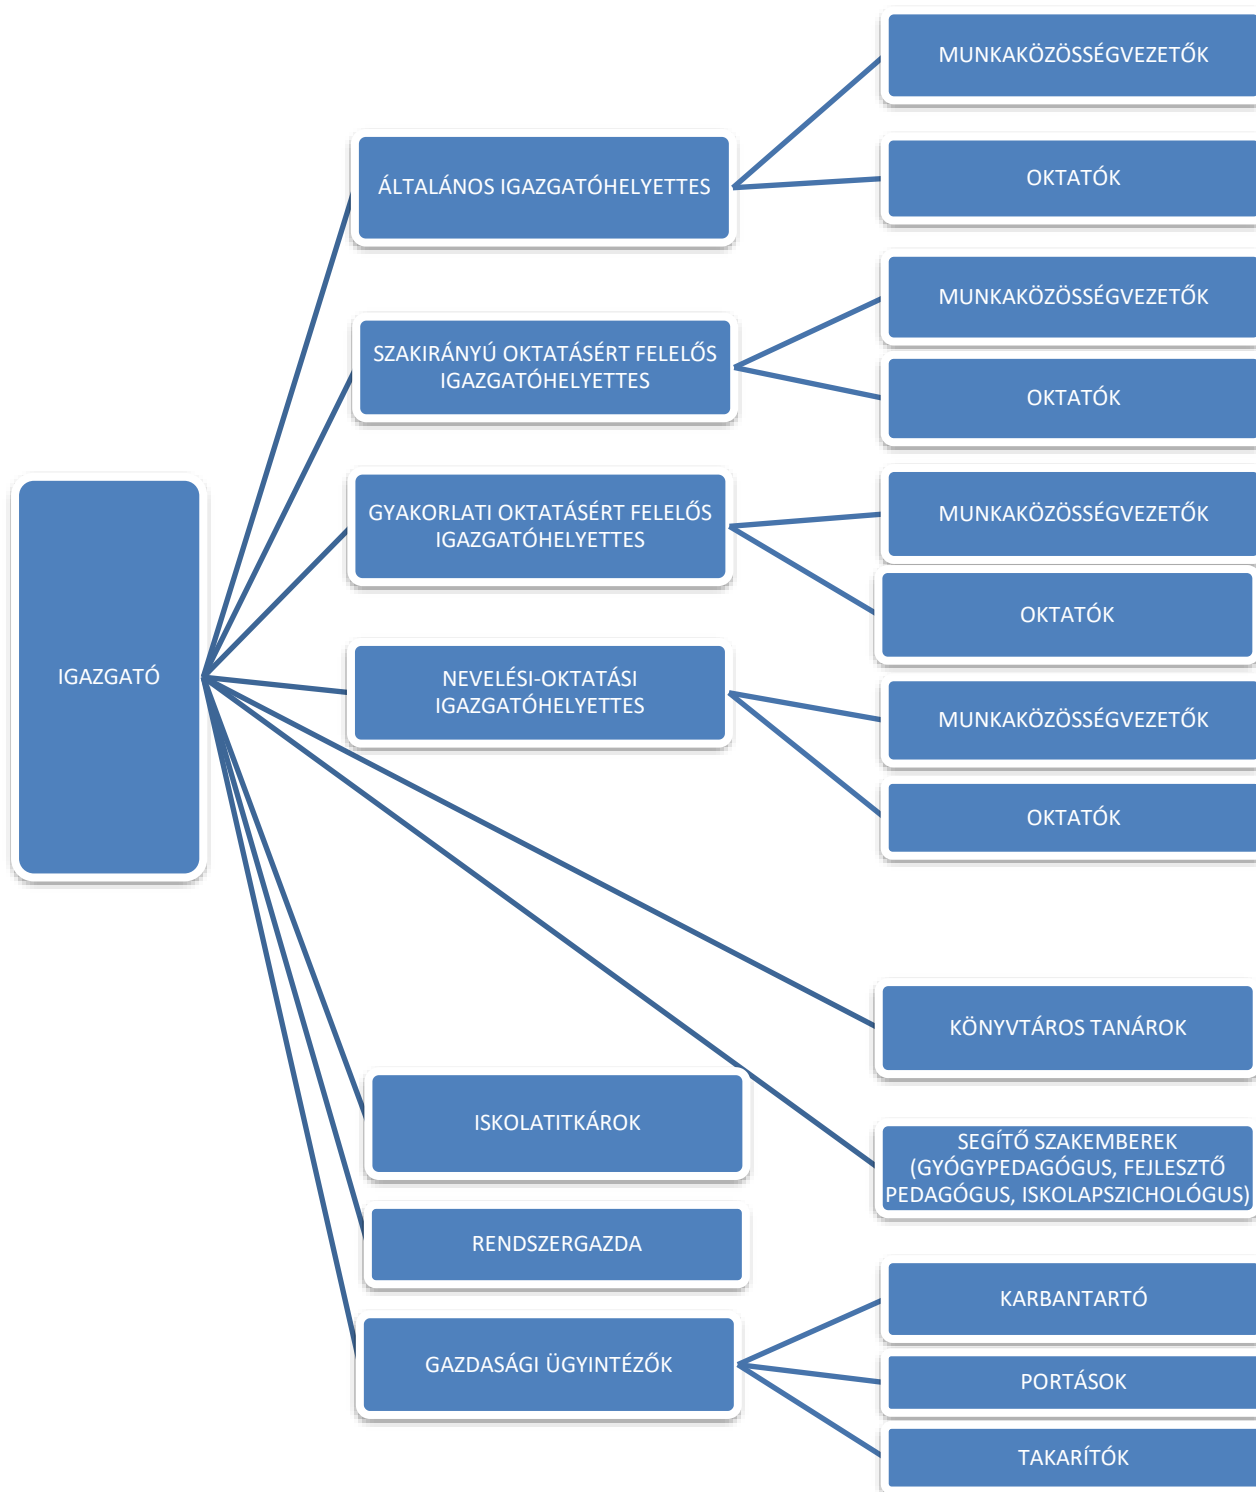 IGAZGATÓ
ÁLTALÁNOS IGAZGATÓHELYETTES
MUNKAKÖZÖSSÉGVEZETŐK
OKTATÓK
SZAKIRÁNYÚ OKTATÁSÉRT FELELŐS
IGAZGATÓHELYETTES
MUNKAKÖZÖSSÉGVEZETŐK
OKTATÓK
GYAKORLATI OKTATÁSÉRT FELELŐS
IGAZGATÓHELYETTES
MUNKAKÖZÖSSÉGVEZETŐK
OKTATÓK
NEVELÉSI-OKTATÁSI
IGAZGATÓHELYETTES
MUNKAKÖZÖSSÉGVEZETŐK
OKTATÓK
KÖNYVTÁROS TANÁROK
SEGÍTŐ SZAKEMBEREK
(GYÓGYPEDAGÓGUS, FEJLESZTŐ
PEDAGÓGUS, ISKOLAPSZICHOLÓGUS)
ISKOLATITKÁROK
RENDSZERGAZDA
GAZDASÁGI ÜGYINTÉZŐK
KARBANTARTÓ
PORTÁSOK
TAKARÍTÓK